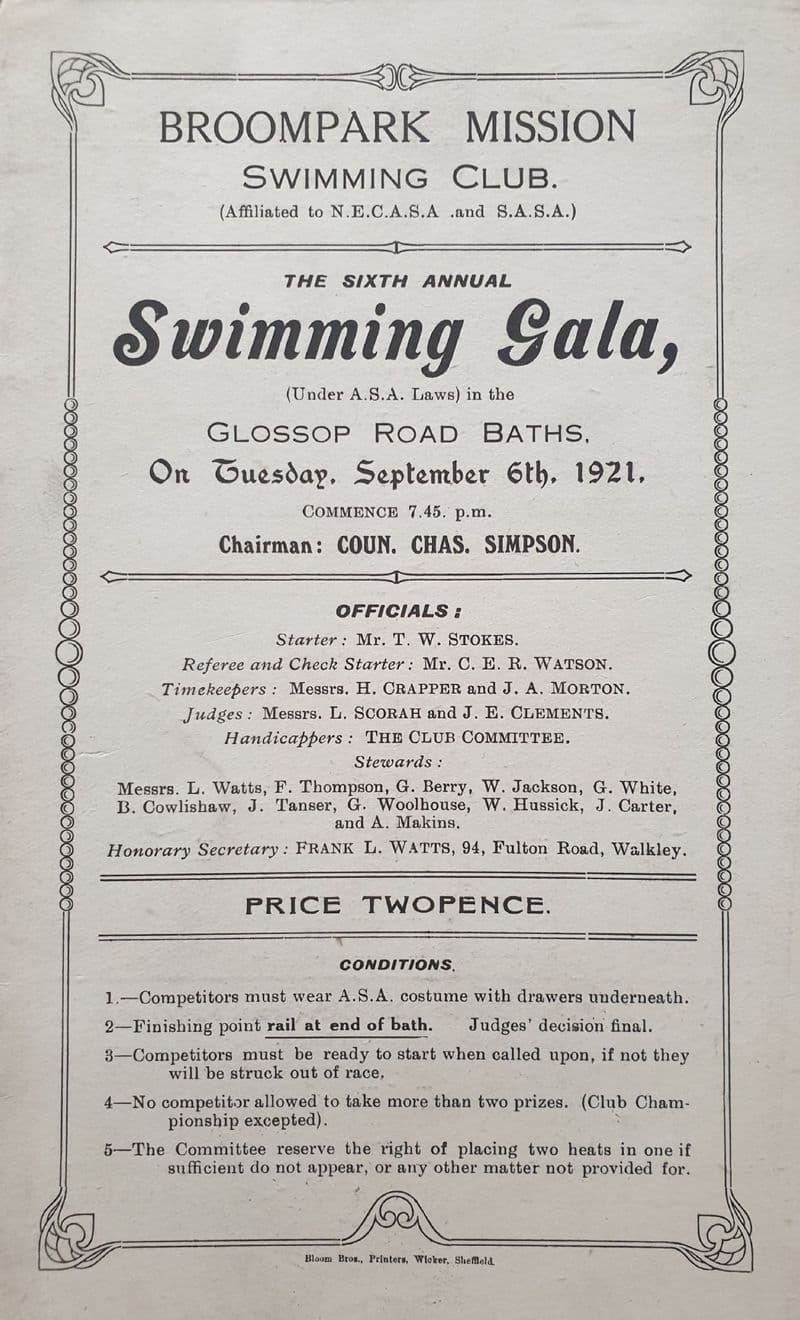 BROOMPARK MISSION
SWIMMING CLUB.
(Affiliated to N.E.C.A.S.A .and S.A.S.A.)
THE SIXTH ANNUAL
Swimming Gala,
(Under A.S.A. Laws) in the
GLOSSOP ROAD BATHS,
On Tuesday, September 6th, 1921,
COMMENCE 7.45. p.m.
Chairman: COUN. CHAS. SIMPSON.
OFFICIALS:
Starter: Mr. T. W. STOKES.
Referee and Check Starter: Mr. C. E. R. WATSON.
Timekeepers: Messrs. H. CRAPPER and J. A. MORTON.
Judges: Messrs. L. SCORAH and J. E. CLEMENTS.
Handicappers: THE CLUB COMMITTEE.
Stewards:
Messrs. L. Watts, F. Thompson, G. Berry, W. Jackson, G. White,
B. Cowlishaw, J. Tanser, G. Woolhouse, W. Hussick, J. Carter,
and A. Makins.
Honorary Secretary: FRANK L. WATTS, 94, Fulton Road, Walkley.
PRICE TWOPENCE.
CONDITIONS.
1.—Competitors must wear A.S.A. costume with drawers underneath.
2—Finishing point rail at end of bath. Judges' decision final.
3—Competitors must be ready to start when called upon, if not they
will be struck out of race,
4—No competitor allowed to take more than two prizes. (Club Cham-
pionship excepted).
5—The Committee reserve the right of placing two heats in one if
sufficient do not appear, or any other matter not provided for.
Bloom Bros., Printers, Wicker, Sheffield.